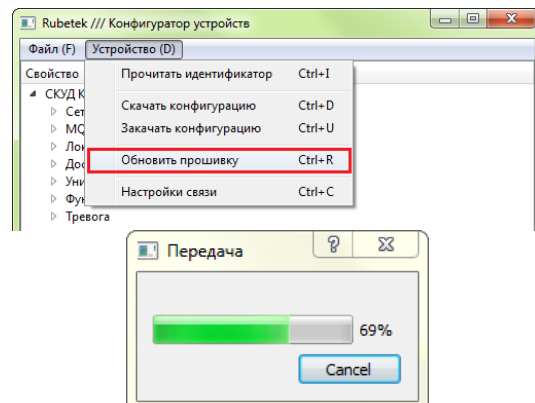 Rubetek /// Конфигуратор устройств
Файл (F) Устройство (D)
Свойство
Прочитать идентификатор Ctrl+I
СКУД К
Скачать конфигурацию Ctrl+D
Сет
Закачать конфигурацию Ctrl+U
MQ
Лок
Обновить прошивку Ctrl+R
Дос
Уни
Настройки связи Ctrl+C
Фун
Тревога
Передача
69%
Cancel